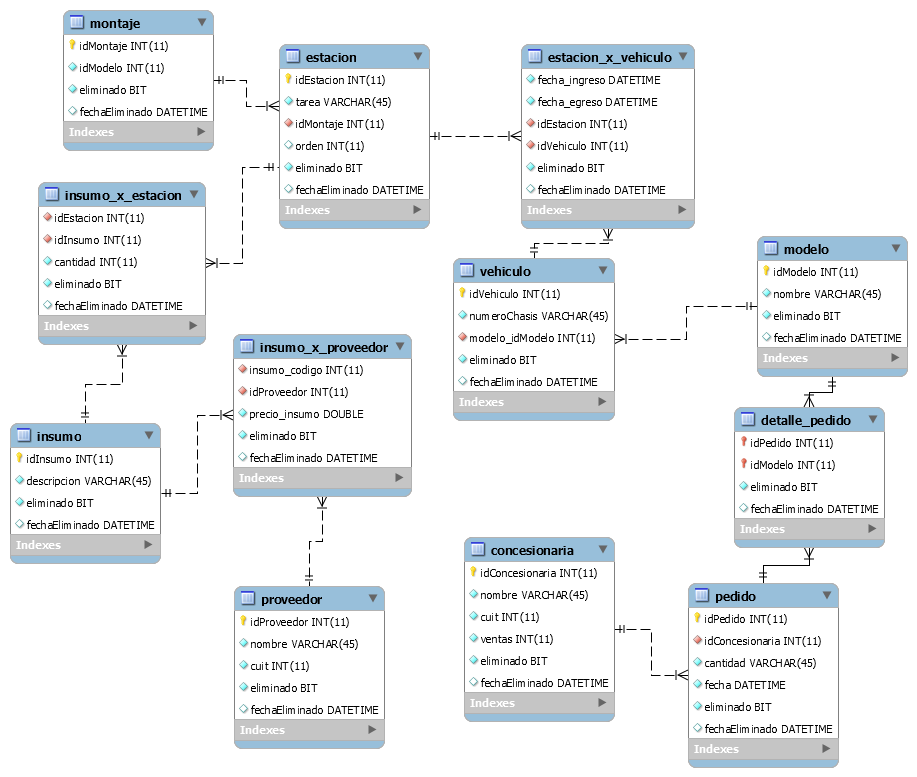 montaje
idMontaje INT(11)
idModelo INT(11)
eliminado BIT
fechaEliminado DATETIME
Indexes
estacion
idEstacion INT(11)
tarea VARCHAR(45)
idMontaje INT(11)
orden INT(11)
eliminado BIT
fechaEliminado DATETIME
Indexes
estacion_x_vehiculo
fecha_ingreso DATETIME
fecha_egreso DATETIME
idEstacion INT(11)
idVehiculo INT(11)
eliminado BIT
fechaEliminado DATETIME
Indexes
insumo_x_estacion
idEstacion INT(11)
idInsumo INT(11)
cantidad INT(11)
eliminado BIT
fechaEliminado DATETIME
Indexes
vehiculo
idVehiculo INT(11)
numeroChasis VARCHAR(45)
modelo_idModelo INT(11)
eliminado BIT
fechaEliminado DATETIME
Indexes
modelo
idModelo INT(11)
nombre VARCHAR(45)
eliminado BIT
fechaEliminado DATETIME
Indexes
insumo_x_proveedor
insumo_codigo INT(11)
idProveedor INT(11)
precio_insumo DOUBLE
eliminado BIT
fechaEliminado DATETIME
Indexes
insumo
idInsumo INT(11)
descripcion VARCHAR(45)
eliminado BIT
fechaEliminado DATETIME
Indexes
detalle_pedido
idPedido INT(11)
idModelo INT(11)
eliminado BIT
fechaEliminado DATETIME
Indexes
proveedor
idProveedor INT(11)
nombre VARCHAR(45)
cuit INT(11)
eliminado BIT
fechaEliminado DATETIME
Indexes
concesionaria
idConcesionaria INT(11)
nombre VARCHAR(45)
cuit INT(11)
ventas INT(11)
eliminado BIT
fechaEliminado DATETIME
Indexes
pedido
idPedido INT(11)
idConcesionaria INT(11)
cantidad VARCHAR(45)
fecha DATETIME
eliminado BIT
fechaEliminado DATETIME
Indexes